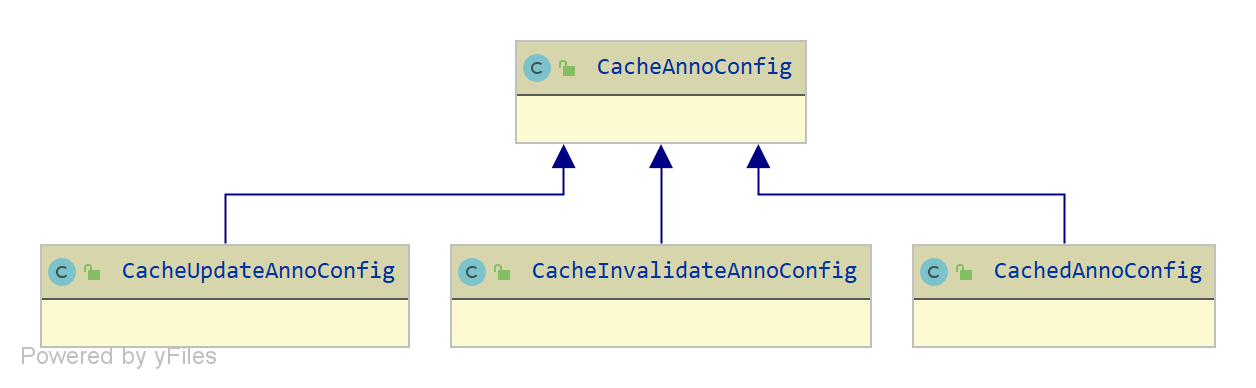 C CacheAnnoConfig
C CacheUpdateAnnoConfig
C CacheInvalidateAnnoConfig
C CachedAnnoConfig
Powered by yFiles